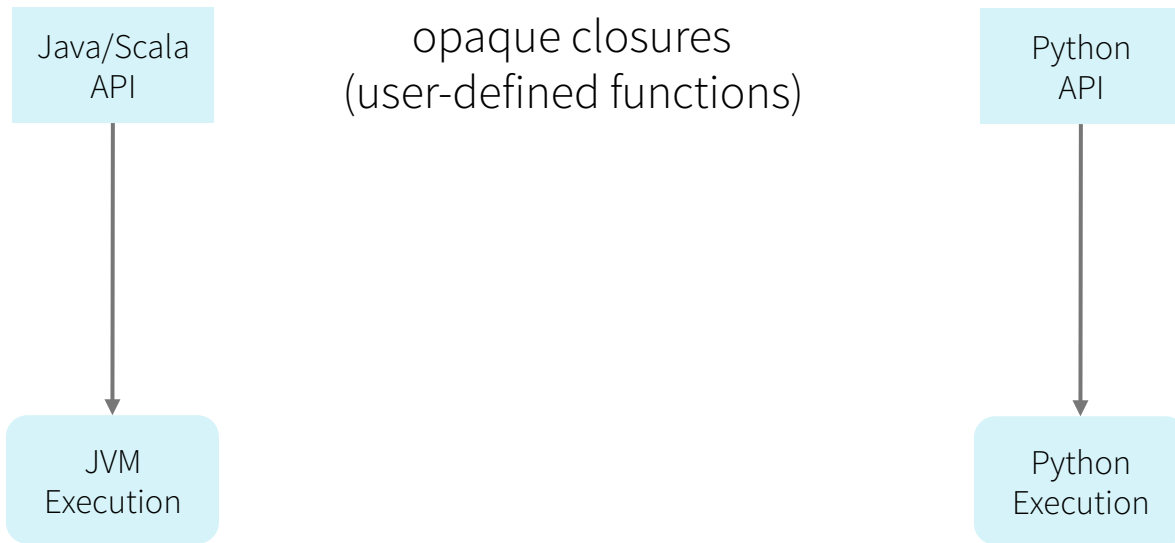 Java/Scala
API
opaque closures
(user-defined functions)
Python
API
JVM
Execution
Python
Execution